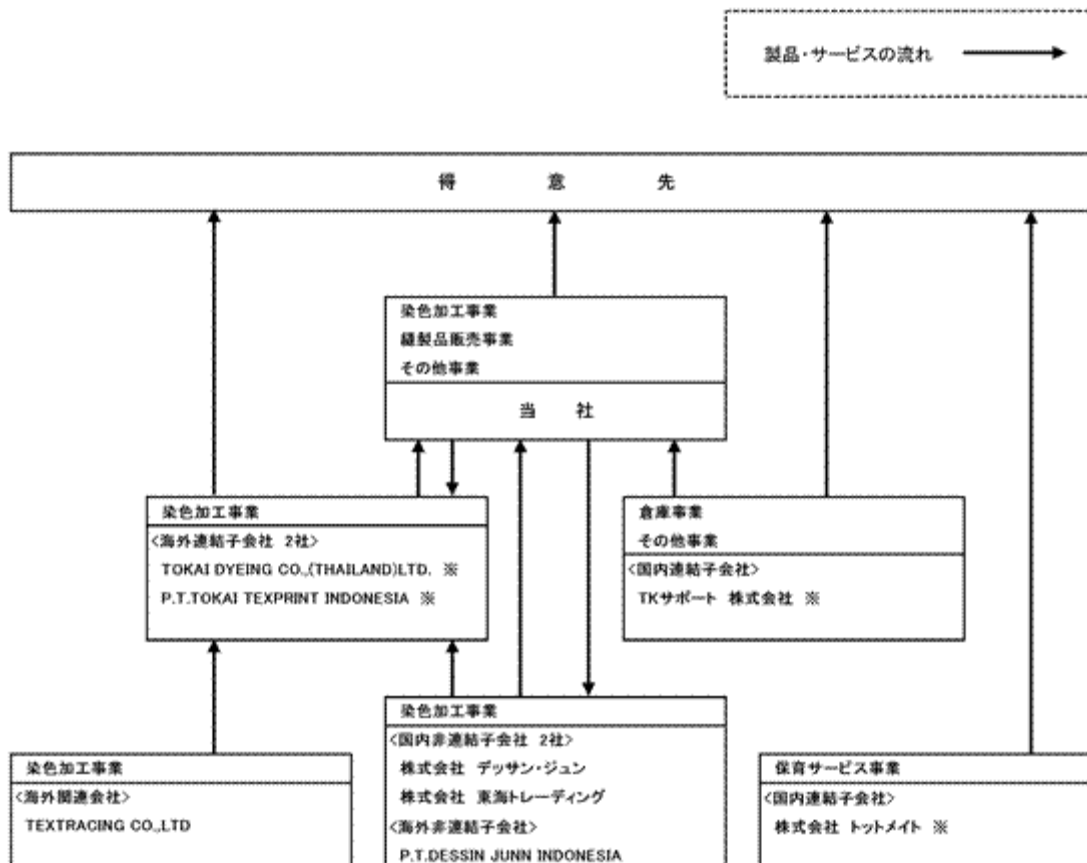 製品・サービスの流れ
得意先
染色加工事業
縫製品販売事業
その他事業
当社
染色加工事業
<海外連結子会社 2社>
TOKAI DYEING CO.,(THAILAND)LTD. ※
P.T.TOKAI TEXPRINT INDONESIA ※
倉庫事業
その他事業
<国内連結子会社>
TKサポート 株式会社 ※
染色加工事業
<海外関連会社>
TEXTRACING CO.,LTD
染色加工事業
<国内非連結子会社 2社>
株式会社 デッサン・ジュン
株式会社 東海トレーディング
<海外非連結子会社>
P.T.DESSIN JUNN INDONESIA
保育サービス事業
<国内連結子会社>
株式会社 トットメイト ※